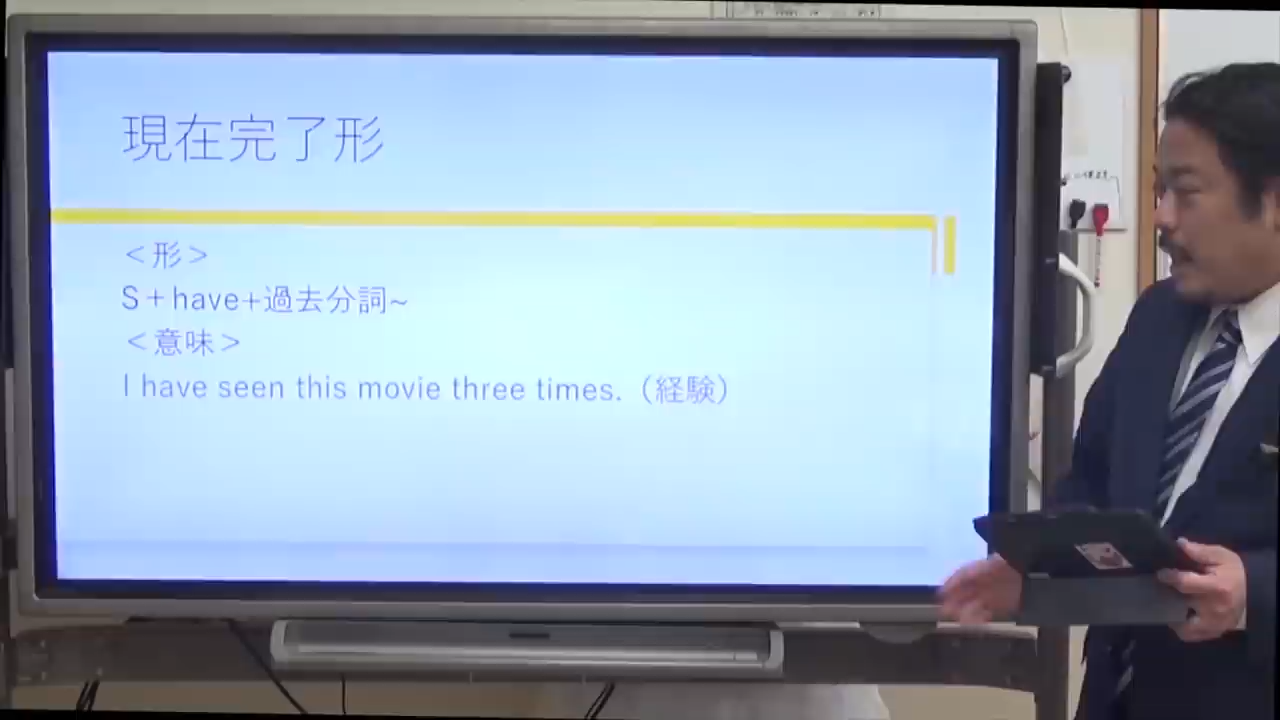 現在完了形
＜形＞
S＋have+過去分詞~
＜意味＞
I have seen this movie three times.（経験）